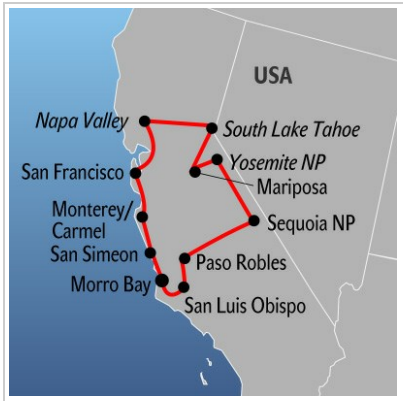 USA
Napa Valley
South Lake Tahoe
Yosemite NP
San Francisco
Mariposa
Monterey/
Carmel
Sequoia NP
San Simeon
Paso Robles
Morro Bay
San Luis Obispo